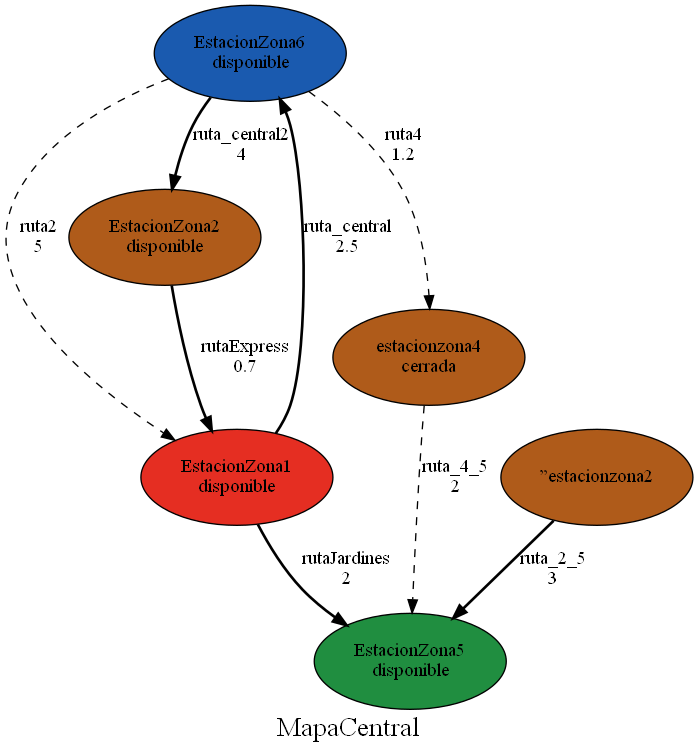 EstacionZona6
disponible
ruta_central2
4
ruta4
1.2
ruta2
5
EstacionZona2
disponible
ruta_central
2.5
rutaExpress
0.7
estacionzona4
cerrada
EstacionZona1
disponible
ruta_4_5
2
”estacionzona2
rutaJardines
2
ruta_2_5
3
EstacionZona5
disponible
MapaCentral